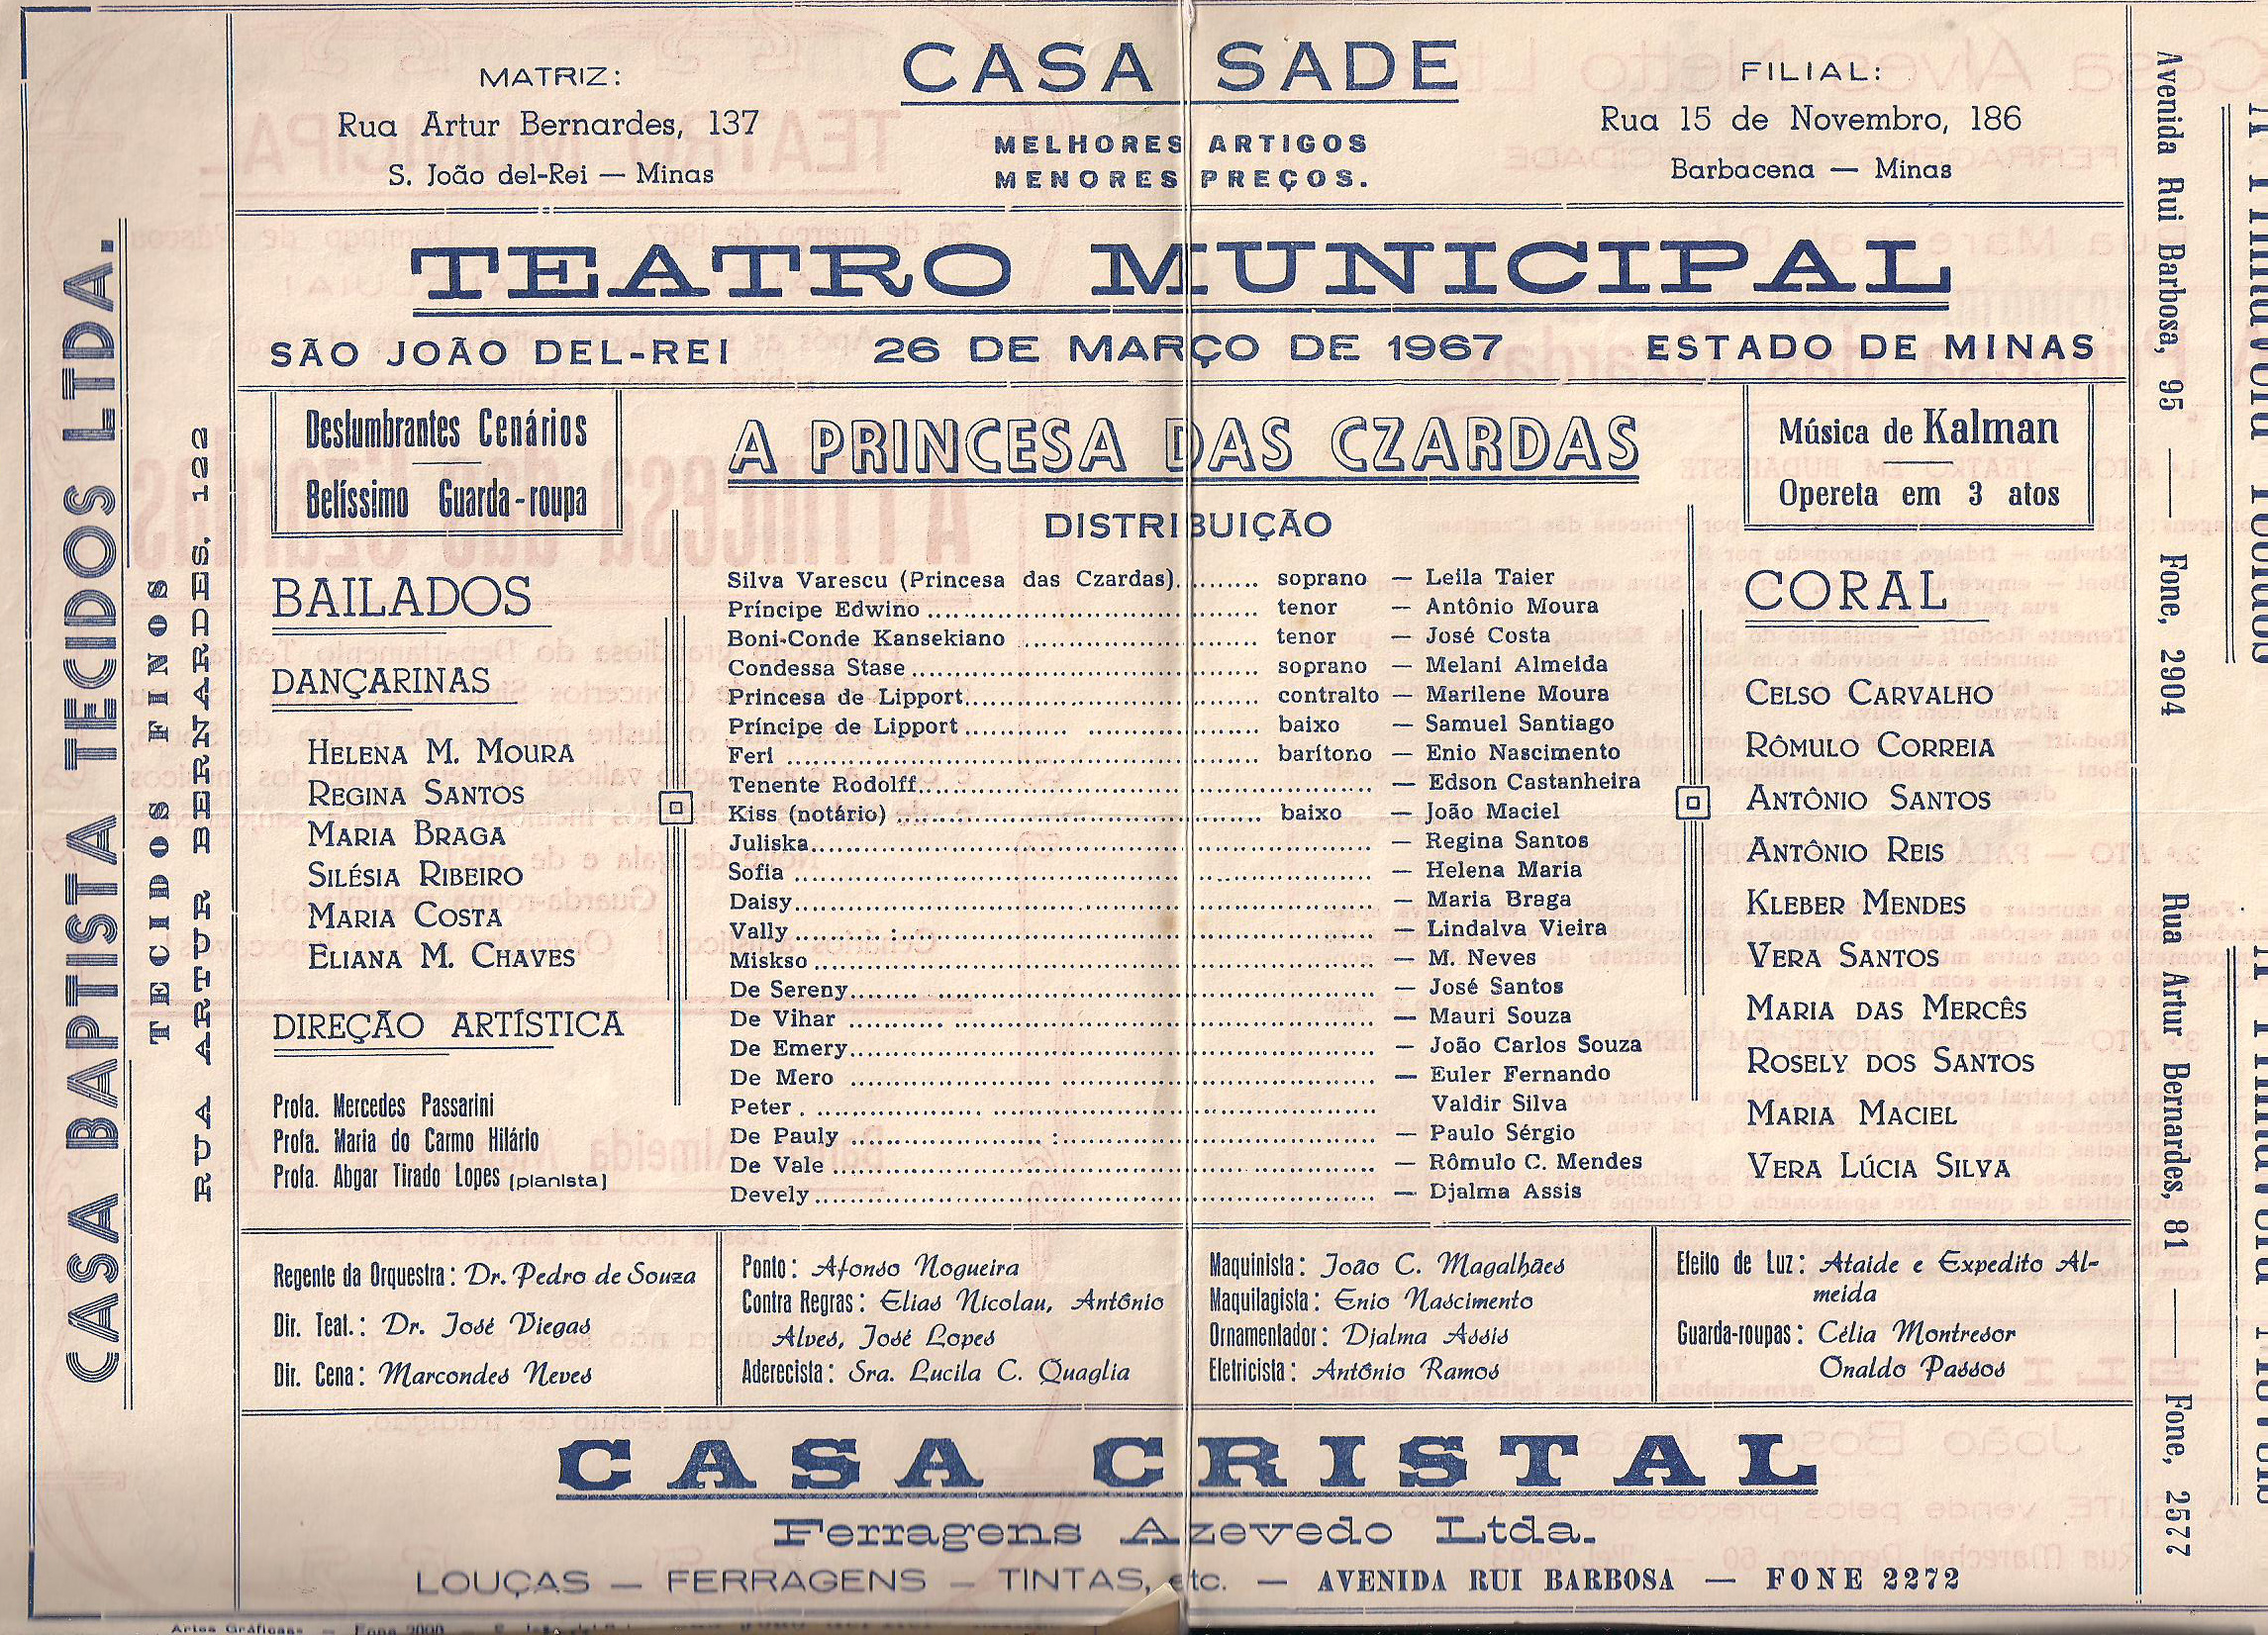 MATRIZ:
Rua Artur Bernardes, 137
S. João del-Rei — Minas
CASA SADE
MELHORES ARTIGOS
MENORES PREÇOS.
FILIAL:
Rua 15 de Novembro, 186
Barbacena — Minas
TEATRO MUNICIPAL
SÃO JOÃO DEL-REI 26 DE MARÇO DE 1967 ESTADO DE MINAS
Deslumbrantes Cenários
Belíssimo Guarda-roupa
A PRINCESA DAS CZARDAS
Música de Kalman
Opereta em 3 atos
BAILADOS
DANÇARINAS
HELENA M. MOURA
REGINA SANTOS
MARIA BRAGA
SILÉSIA RIBEIRO
MARIA COSTA
ELIANA M. CHAVES
DIREÇÃO ARTÍSTICA
Profa. Mercedes Passarini
Profa. Maria do Carmo Hilário
Profa. Abgar Tirado Lopes (pianista)
DISTRIBUIÇÃO
Silva Varescu (Princesa das Czardas)......... soprano — Leila Taier
Príncipe Edwino ........ tenor — Antônio Moura
Boni-Conde Kansekiano ........ tenor — José Costa
Condessa Stase ........ soprano — Melani Almeida
Princesa de Lipport........ contralto — Marilene Moura
Príncipe de Lipport ........ baixo — Samuel Santiago
Feri ........ barítono — Enio Nascimento
Tenente Rodolff........ — Edson Castanheira
Kiss (notário) ........ baixo — João Maciel
Juliska........ — Regina Santos
Sofia ........ — Helena Maria
Daisy........ — Maria Braga
Vally ........ :........ — Lindalva Vieira
Miskso ........ — M. Neves
De Sereny........ — José Santos
De Vihar ........ — Mauri Souza
De Emery........ — João Carlos Souza
De Mero ........ — Euler Fernando
Peter . ........ Valdir Silva
De Pauly ........ :........ — Paulo Sérgio
De Vale ........ — Rômulo C. Mendes
Devely........ — Djalma Assis
CORAL
CELSO CARVALHO
RÔMULO CORREIA
ANTÔNIO SANTOS
ANTÔNIO REIS
KLEBER MENDES
VERA SANTOS
MARIA DAS MERCÊS
ROSELY DOS SANTOS
MARIA MACIEL
VERA LÚCIA SILVA
Regente da Orquestra: Dr. Pedro de Souza
Dir. Teat.: Dr. José Viegas
Dir. Cena: Marcondes Neves
Ponto: Afonso Nogueira
Contra Regras: Elias Nicolau, Antônio
Alves, José Lopes
Aderecista: Sra. Lucila C. Quaglia
Maquinista: João C. Magalhães
Maquilagista: Enio Nascimento
Ornamentador: Djalma Assis
Eletricista: Antônio Ramos
Efeito de Luz: Ataide e Expedito Al-
meida
Guarda-roupas: Célia Montresor
Onaldo Passos
CASA CRISTAL
Ferragens Azevedo Ltda.
LOUÇAS — FERRAGENS — TINTAS, etc. — AVENIDA RUI BARBOSA — FONE 2272
CASA BAPTISTA TECIDOS LTDA.
TECIDOS FINOS
RUA ARTUR BERNARDES, 122
Avenida Rui Barbosa, 95 — Fone, 2904
Rua Artur Bernardes, 81 — Fone, 2577
Artes Gráficas — Fone